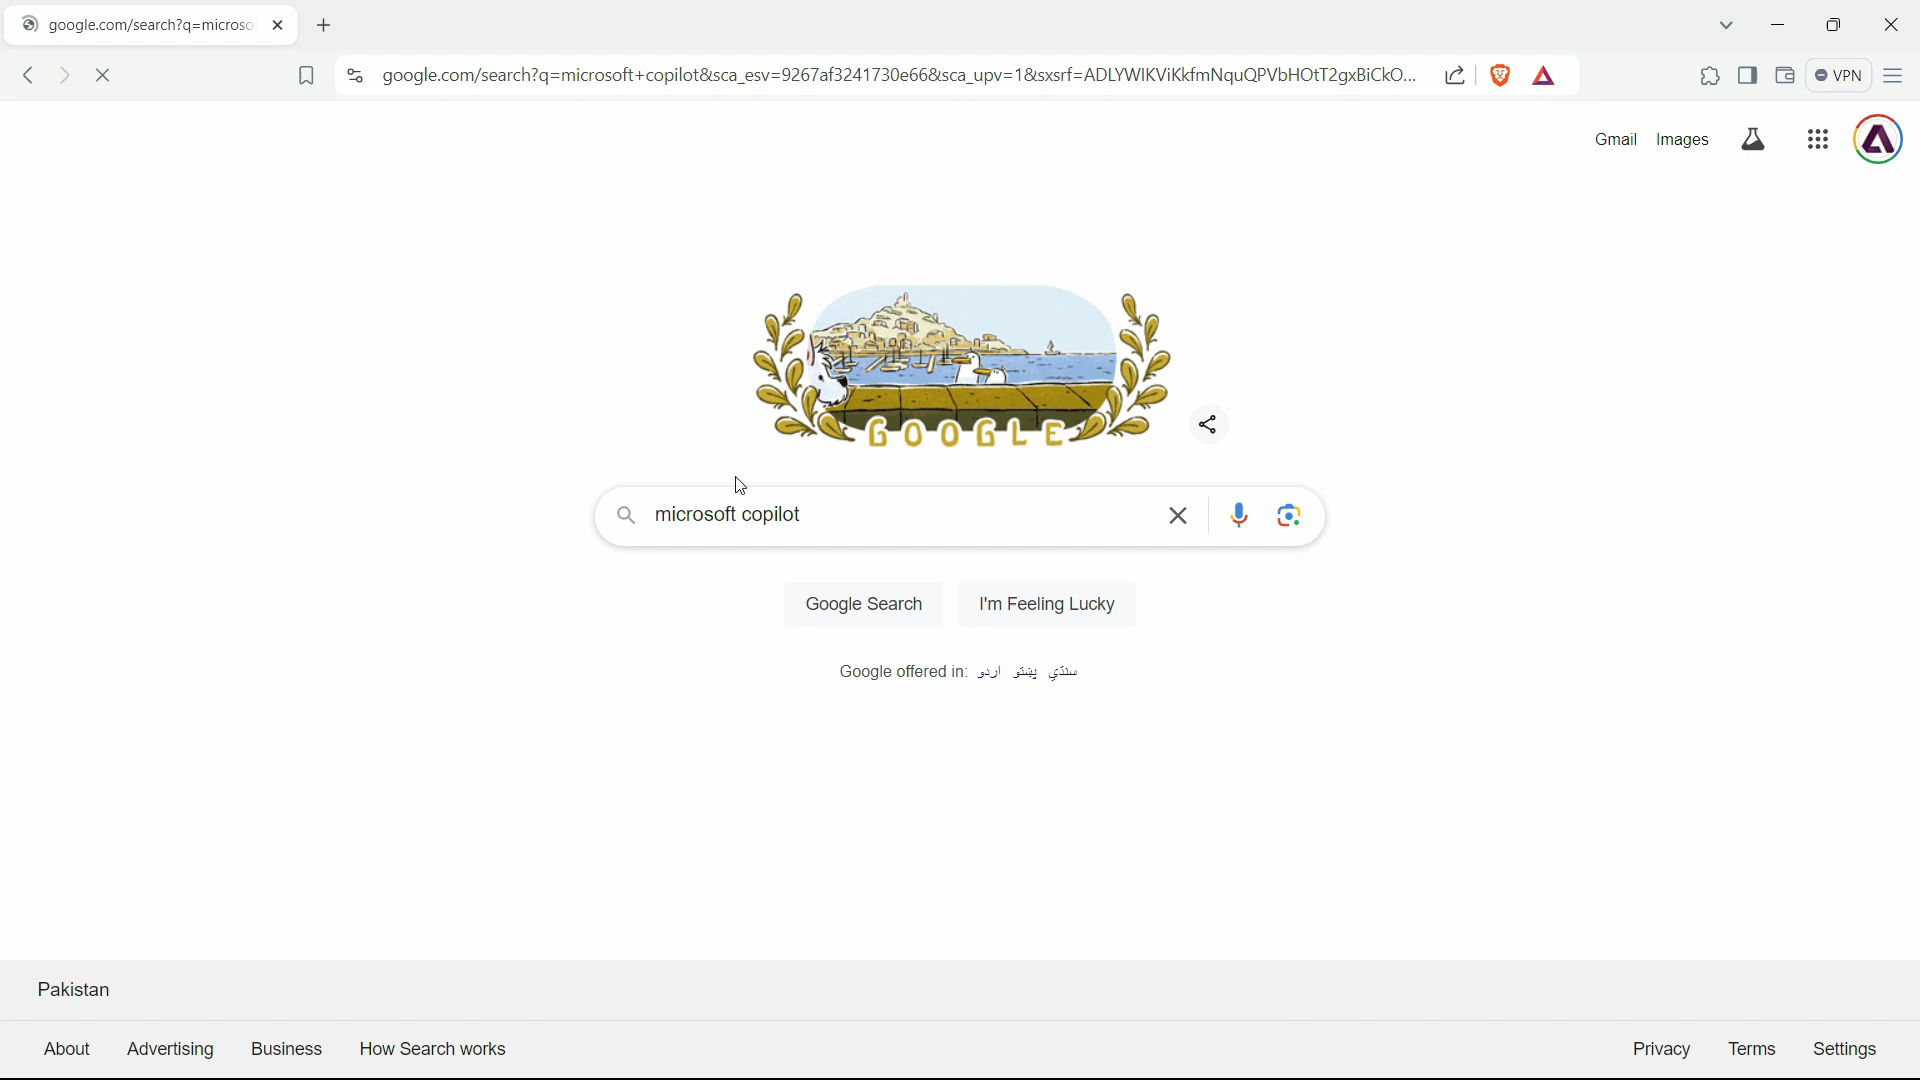 google.com/search?q=microso
google.com/search?q=microsoft+copilot&sca_esv=9267af3241730e66&sca_upv=1&sxsrf=ADLYWIKViKkfmNquQPVbHOtT2gxBiCkO...
VPN
Gmail Images
GOOGLE
microsoft copilot
Google Search I'm Feeling Lucky
Google offered in: اردو پښتو سنڌي
Pakistan
About Advertising Business How Search works Privacy Terms Settings